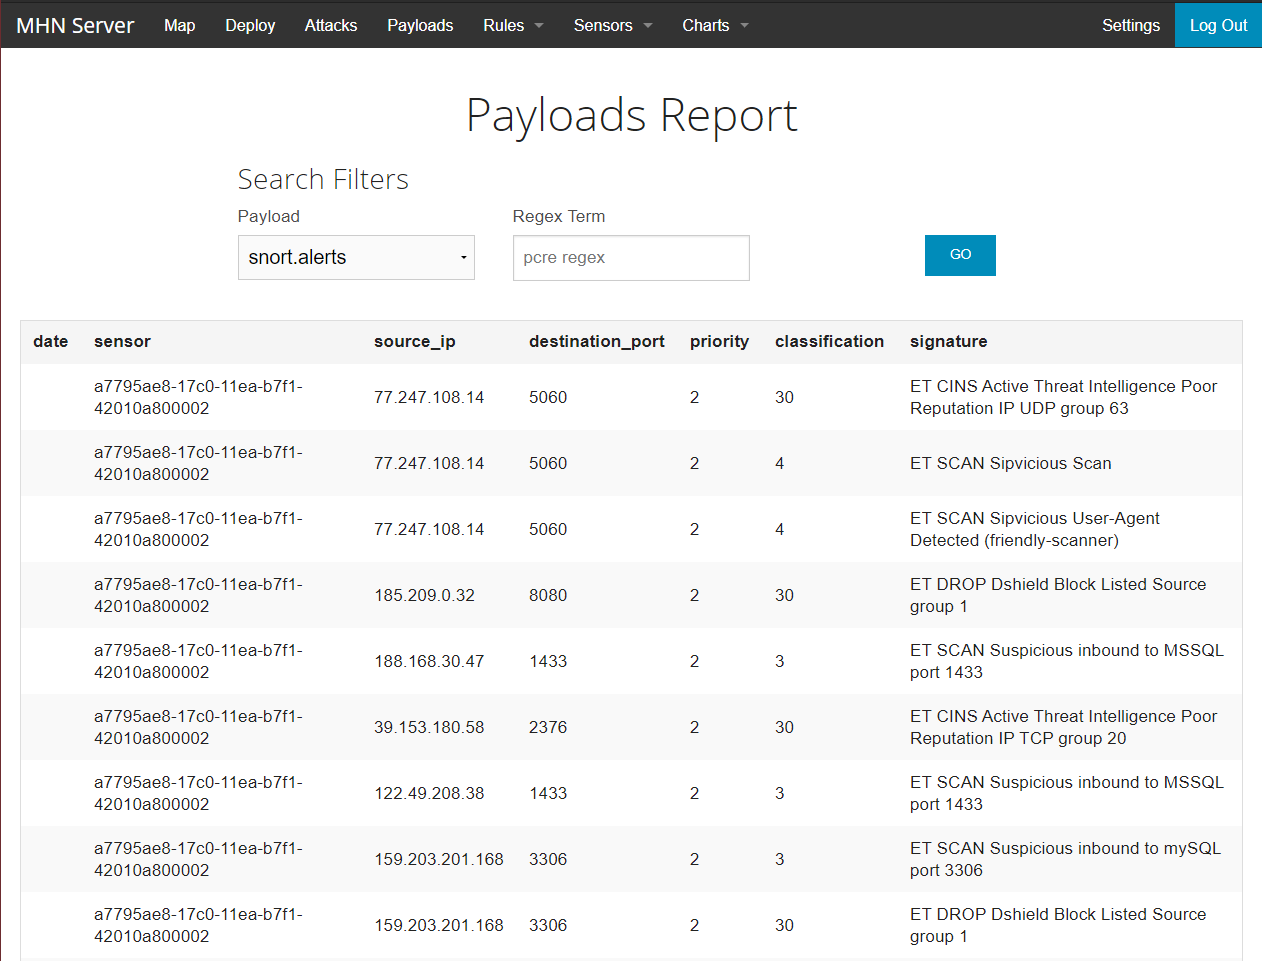 MHN Server Map Deploy Attacks Payloads Rules Sensors Charts Settings Log Out
Payloads Report
Search Filters
Payload Regex Term
snort.alerts pcre regex GO
date sensor source_ip destination_port priority classification signature
a7795ae8-17c0-11ea-b7f1- ET CINS Active Threat Intelligence Poor
77.247.108.14 5060 2 30
42010a800002 Reputation IP UDP group 63
a7795ae8-17c0-11ea-b7f1-
77.247.108.14 5060 2 4 ET SCAN Sipvicious Scan
42010a800002
a7795ae8-17c0-11ea-b7f1- ET SCAN Sipvicious User-Agent
77.247.108.14 5060 2 4
42010a800002 Detected (friendly-scanner)
a7795ae8-17c0-11ea-b7f1- ET DROP Dshield Block Listed Source
185.209.0.32 8080 2 30
42010a800002 group 1
a7795ae8-17c0-11ea-b7f1- ET SCAN Suspicious inbound to MSSQL
188.168.30.47 1433 2 3
42010a800002 port 1433
a7795ae8-17c0-11ea-b7f1- ET CINS Active Threat Intelligence Poor
39.153.180.58 2376 2 30
42010a800002 Reputation IP TCP group 20
a7795ae8-17c0-11ea-b7f1- ET SCAN Suspicious inbound to MSSQL
122.49.208.38 1433 2 3
42010a800002 port 1433
a7795ae8-17c0-11ea-b7f1- ET SCAN Suspicious inbound to mySQL
159.203.201.168 3306 2 3
42010a800002 port 3306
a7795ae8-17c0-11ea-b7f1- ET DROP Dshield Block Listed Source
159.203.201.168 3306 2 30
42010a800002 group 1